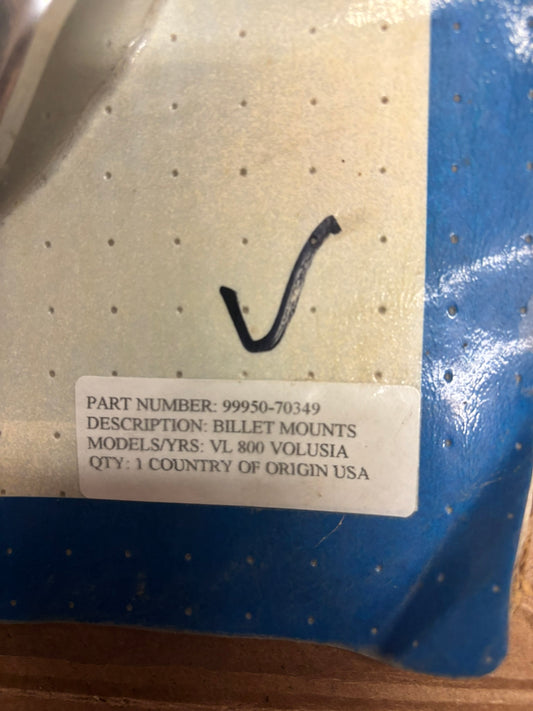 PART NUMBER: 99950-70349
DESCRIPTION: BILLET MOUNTS
MODELS/YRS: VL 800 VOLUSIA
QTY: 1 COUNTRY OF ORIGIN USA